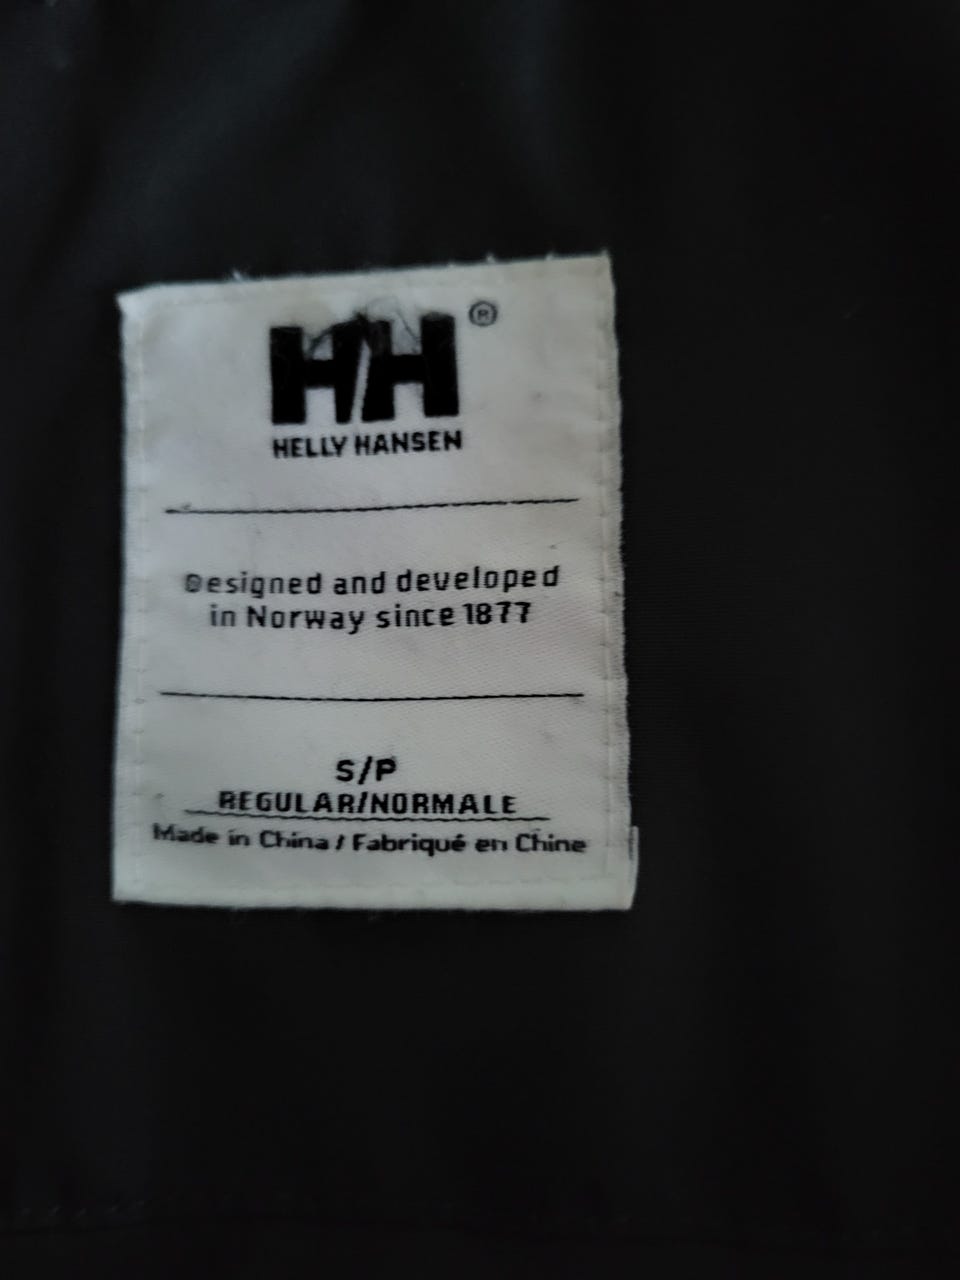 HH ®
HELLY HANSEN
Designed and developed
in Norway since 1877
S/P
REGULAR/NORMALE
Made in China / Fabriqué en Chine